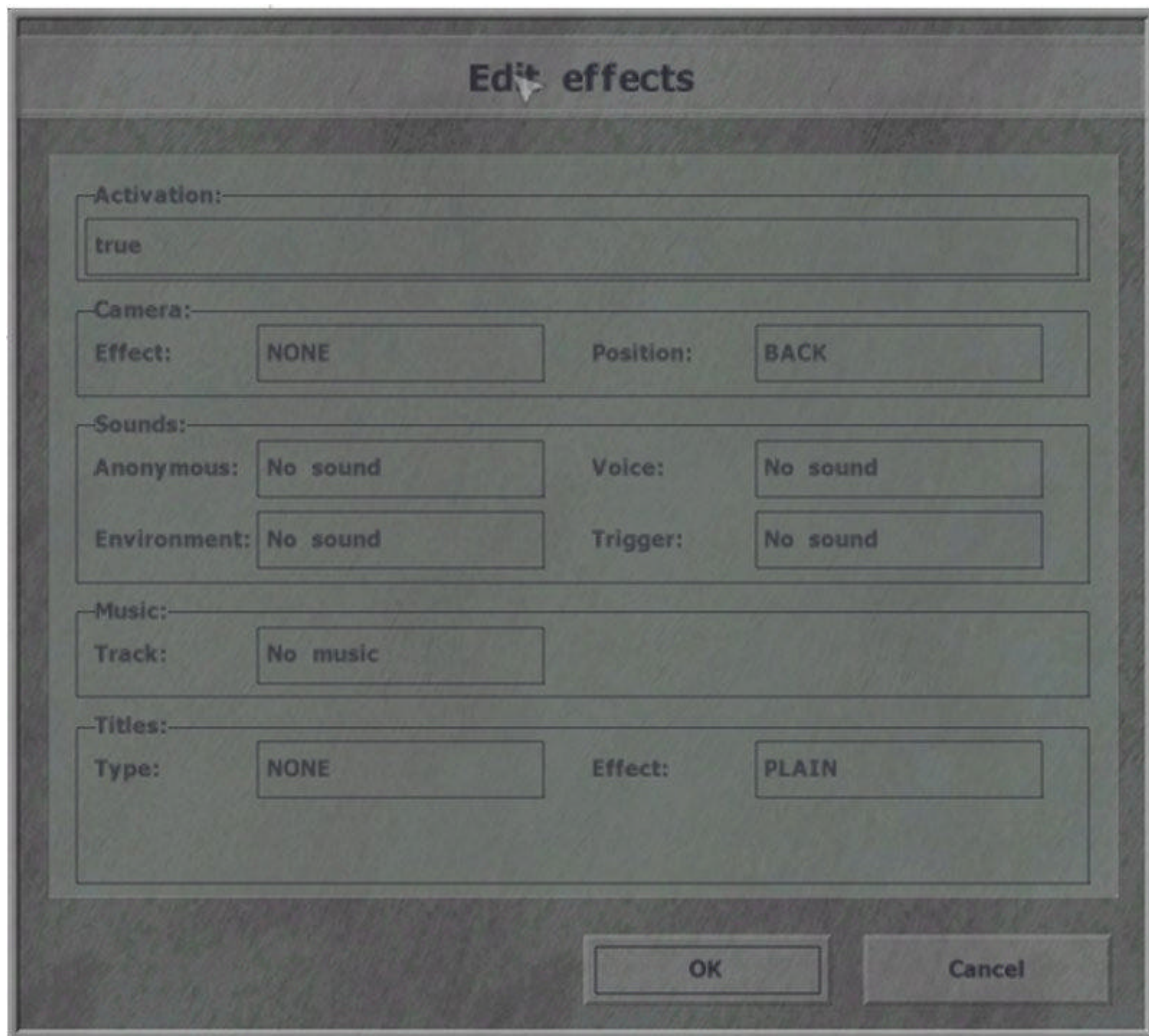 Edit effects
Activation:
true
Camera:
Effect: NONE Position: BACK
Sounds:
Anonymous: No sound Voice: No sound
Environment: No sound Trigger: No sound
Music:
Track: No music
Titles:
Type: NONE Effect: PLAIN
OK Cancel